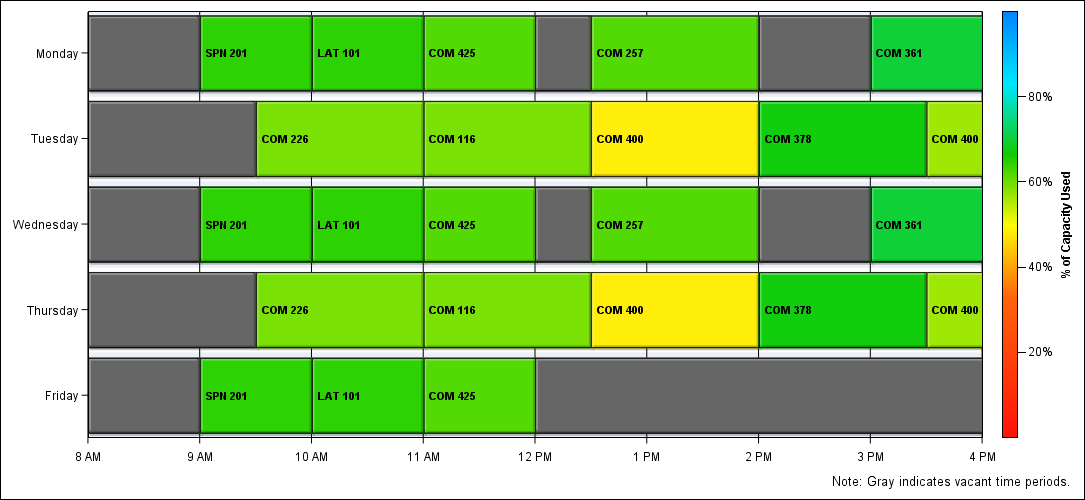 Monday SPN 201 LAT 101 COM 425 COM 257 COM 361
80%
Tuesday COM 226 COM 116 COM 400 COM 378 COM 400
60%
Wednesday SPN 201 LAT 101 COM 425 COM 257 COM 361
% of Capacity Used
40%
Thursday COM 226 COM 116 COM 400 COM 378 COM 400
20%
Friday SPN 201 LAT 101 COM 425
8 AM 9 AM 10 AM 11 AM 12 PM 1 PM 2 PM 3 PM 4 PM
Note: Gray indicates vacant time periods.